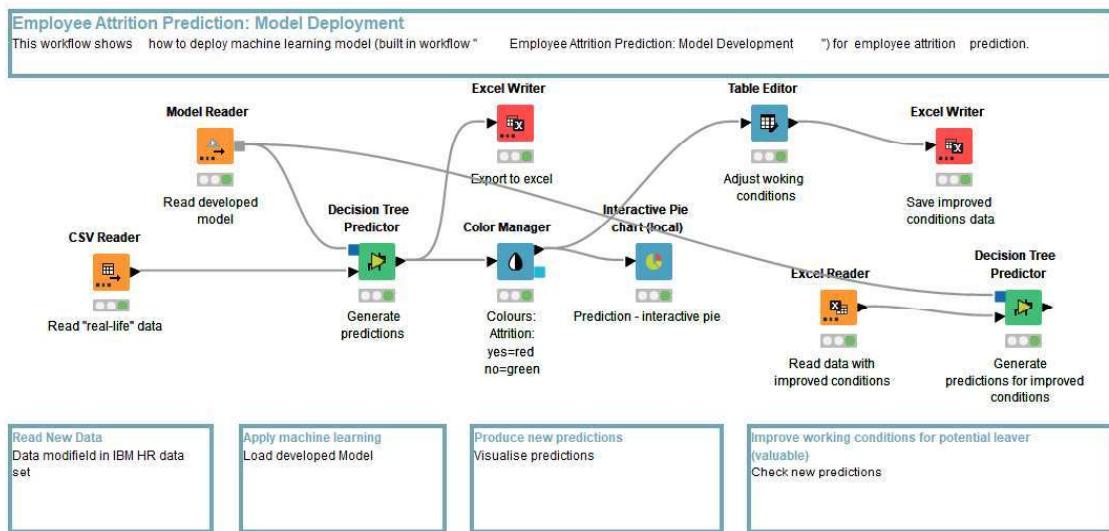 Employee Attrition Prediction: Model Deployment
This workflow shows how to deploy machine learning model (built in workflow " Employee Attrition Prediction: Model Development ") for employee attrition prediction.
Excel Writer
Export to excel
Table Editor
Adjust woking
conditions
Excel Writer
Save improved
conditions data
Model Reader
Read developed
model
Decision Tree
Predictor
Generate
predictions
Color Manager
Colours:
Attrition:
yes=red
no=green
Interactive Pie
chart (local)
Prediction - interactive pie
CSV Reader
Read "real-life" data
Excel Reader
Read data with
improved conditions
Decision Tree
Predictor
Generate
predictions for improved
conditions
Read New Data
Data modifield in IBM HR data
set
Apply machine learning
Load developed Model
Produce new predictions
Visualise predictions
Improve working conditions for potential leaver
(valuable)
Check new predictions